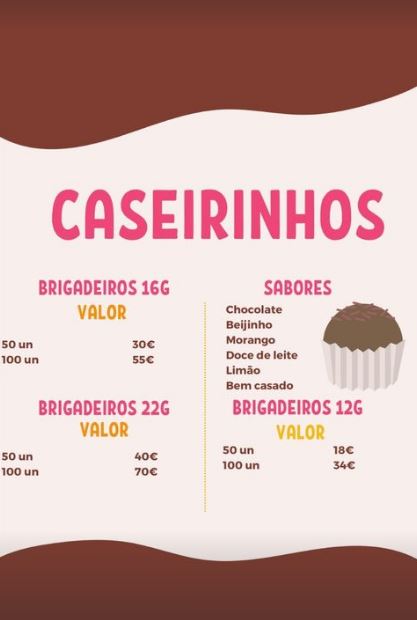 CASEIRINHOS
BRIGADEIROS 16G
VALOR
50 un 30€
100 un 55€
BRIGADEIROS 22G
VALOR
50 un 40€
100 un 70€
SABORES
Chocolate
Beijinho
Morango
Doce de leite
Limão
Bem casado
BRIGADEIROS 12G
VALOR
50 un 18€
100 un 34€